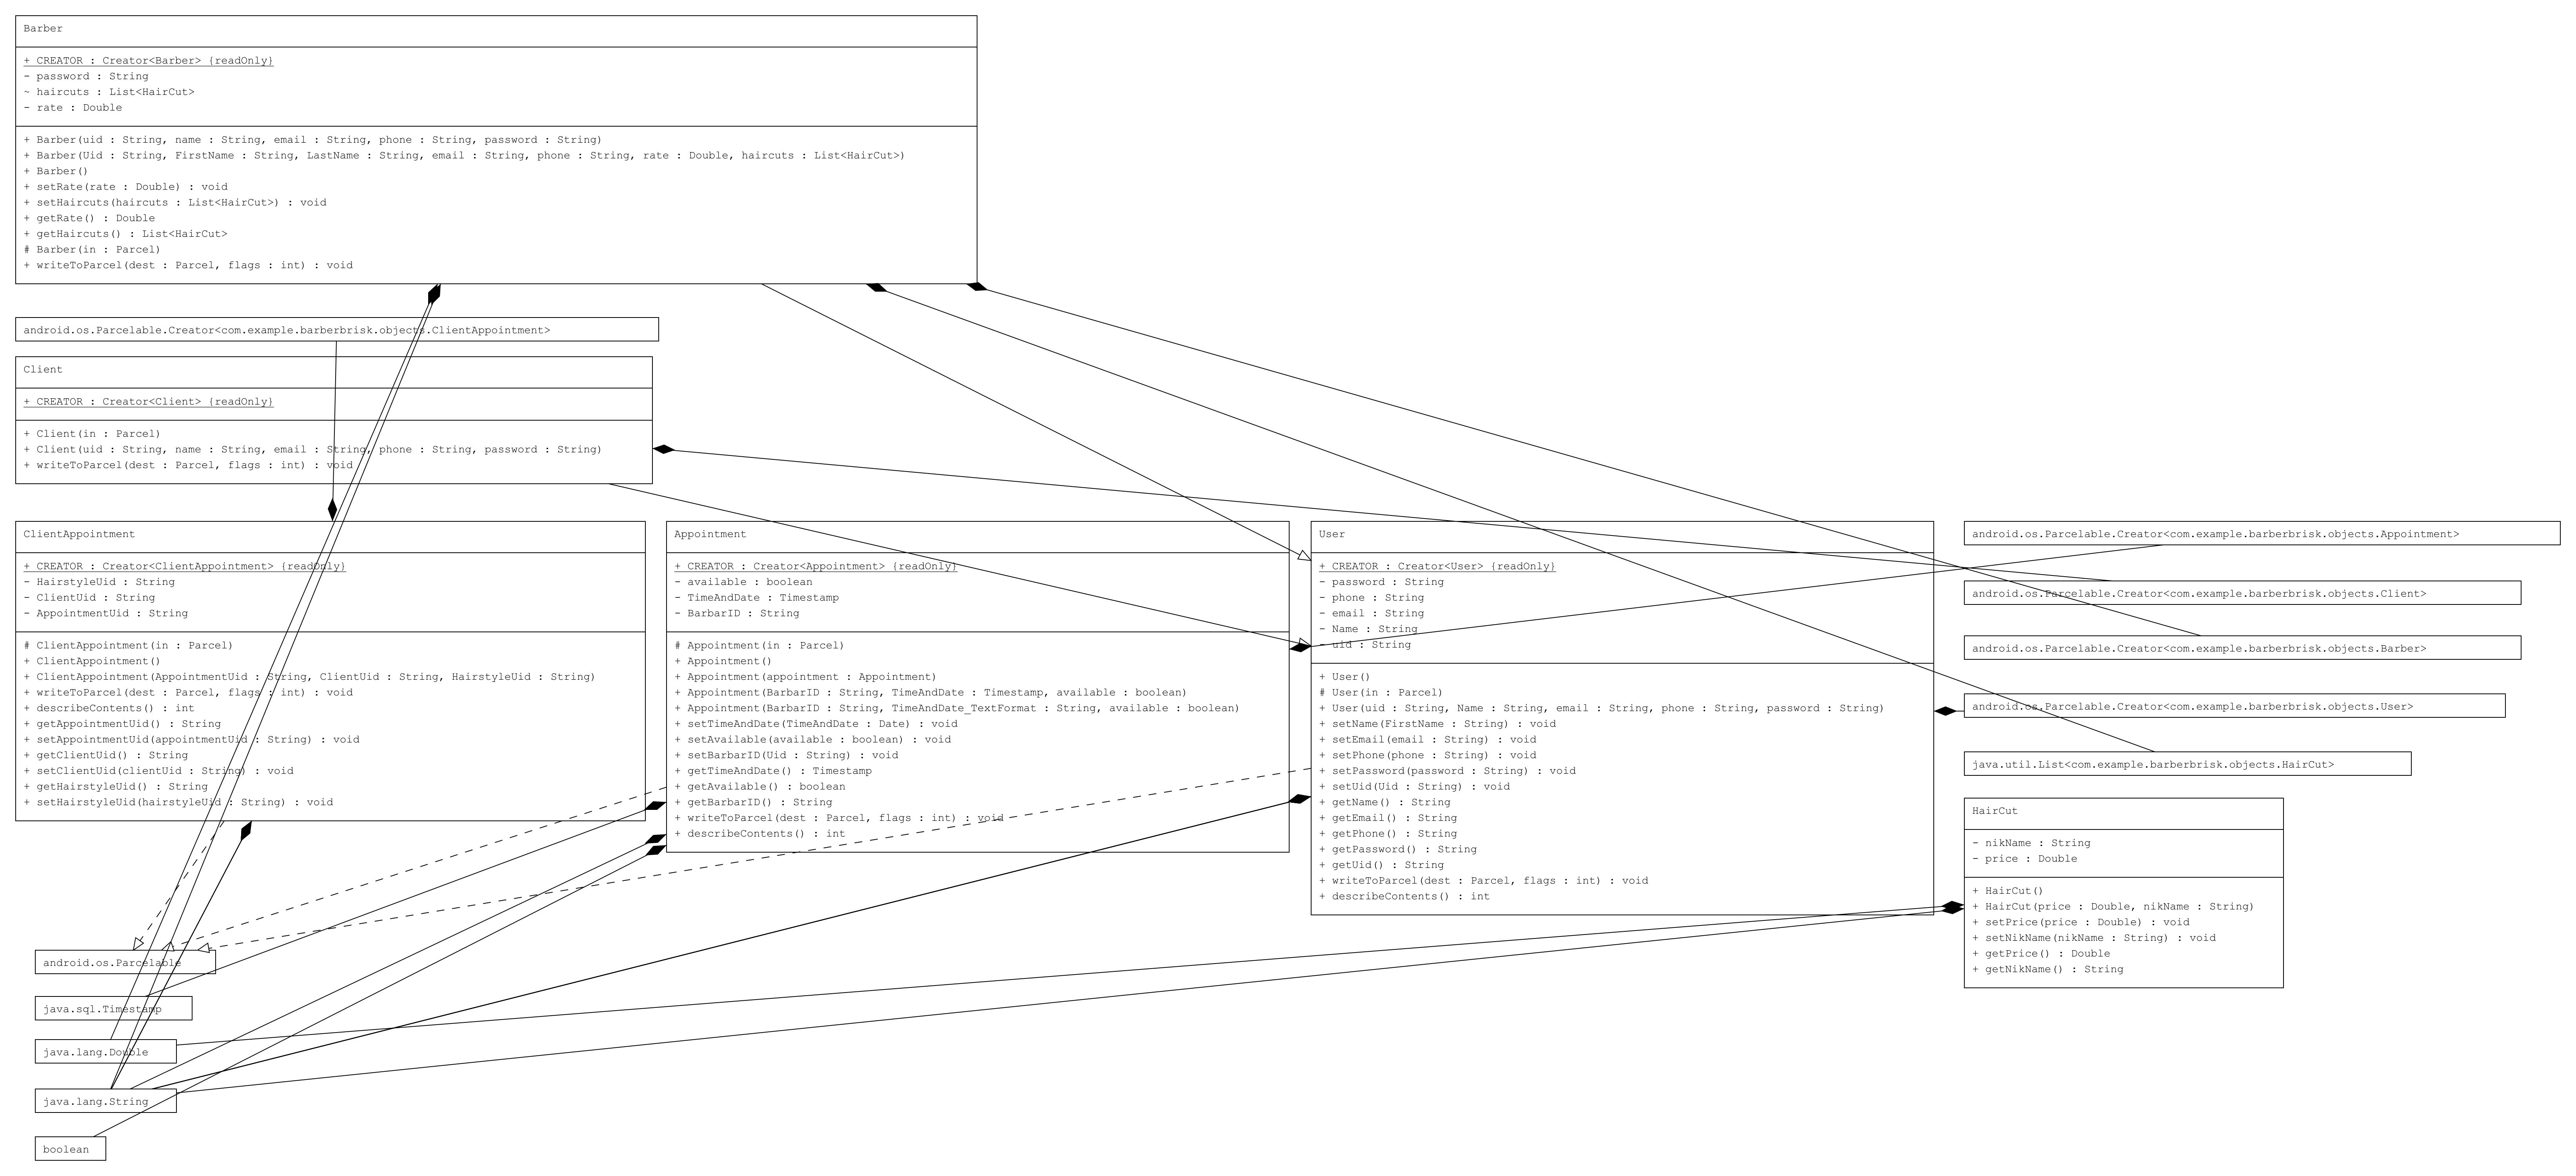 Barber
+ CREATOR : Creator<Barber> {readOnly}
- password : String
~ haircuts : List<HairCut>
- rate : Double
+ Barber(uid : String, name : String, email : String, phone : String, password : String)
+ Barber(Uid : String, FirstName : String, LastName : String, email : String, phone : String, rate : Double, haircuts : List<HairCut>)
+ Barber()
+ setRate(rate : Double) : void
+ setHaircuts(haircuts : List<HairCut>) : void
+ getRate() : Double
+ getHaircuts() : List<HairCut>
# Barber(in : Parcel)
+ writeToParcel(dest : Parcel, flags : int) : void
android.os.Parcelable.Creator<com.example.barberbrisk.objects.ClientAppointment>
Client
+ CREATOR : Creator<Client> {readOnly}
+ Client(in : Parcel)
+ Client(uid : String, name : String, email : String, phone : String, password : String)
+ writeToParcel(dest : Parcel, flags : int) : void
ClientAppointment
+ CREATOR : Creator<ClientAppointment> {readOnly}
- HairstyleUid : String
- ClientUid : String
- AppointmentUid : String
# ClientAppointment(in : Parcel)
+ ClientAppointment()
+ ClientAppointment(AppointmentUid : String, ClientUid : String, HairstyleUid : String)
+ writeToParcel(dest : Parcel, flags : int) : void
+ describeContents() : int
+ getAppointmentUid() : String
+ setAppointmentUid(appointmentUid : String) : void
+ getClientUid() : String
+ setClientUid(clientUid : String) : void
+ getHairstyleUid() : String
+ setHairstyleUid(hairstyleUid : String) : void
Appointment
+ CREATOR : Creator<Appointment> {readOnly}
- available : boolean
- TimeAndDate : Timestamp
- BarbarID : String
# Appointment(in : Parcel)
+ Appointment()
+ Appointment(appointment : Appointment)
+ Appointment(BarbarID : String, TimeAndDate : Timestamp, available : boolean)
+ Appointment(BarbarID : String, TimeAndDate_TextFormat : String, available : boolean)
+ setTimeAndDate(TimeAndDate : Date) : void
+ setAvailable(available : boolean) : void
+ setBarbarID(Uid : String) : void
+ getTimeAndDate() : Timestamp
+ getAvailable() : boolean
+ getBarbarID() : String
+ writeToParcel(dest : Parcel, flags : int) : void
+ describeContents() : int
User
+ CREATOR : Creator<User> {readOnly}
- password : String
- phone : String
- email : String
- Name : String
- uid : String
+ User()
# User(in : Parcel)
+ User(uid : String, Name : String, email : String, phone : String, password : String)
+ setName(FirstName : String) : void
+ setEmail(email : String) : void
+ setPhone(phone : String) : void
+ setPassword(password : String) : void
+ setUid(Uid : String) : void
+ getName() : String
+ getEmail() : String
+ getPhone() : String
+ getPassword() : String
+ getUid() : String
+ writeToParcel(dest : Parcel, flags : int) : void
+ describeContents() : int
android.os.Parcelable.Creator<com.example.barberbrisk.objects.Appointment>
android.os.Parcelable.Creator<com.example.barberbrisk.objects.Client>
android.os.Parcelable.Creator<com.example.barberbrisk.objects.Barber>
android.os.Parcelable.Creator<com.example.barberbrisk.objects.User>
java.util.List<com.example.barberbrisk.objects.HairCut>
HairCut
- nikName : String
- price : Double
+ HairCut()
+ HairCut(price : Double, nikName : String)
+ setPrice(price : Double) : void
+ setNikName(nikName : String) : void
+ getPrice() : Double
+ getNikName() : String
android.os.Parcelable
java.sql.Timestamp
java.lang.Double
java.lang.String
boolean